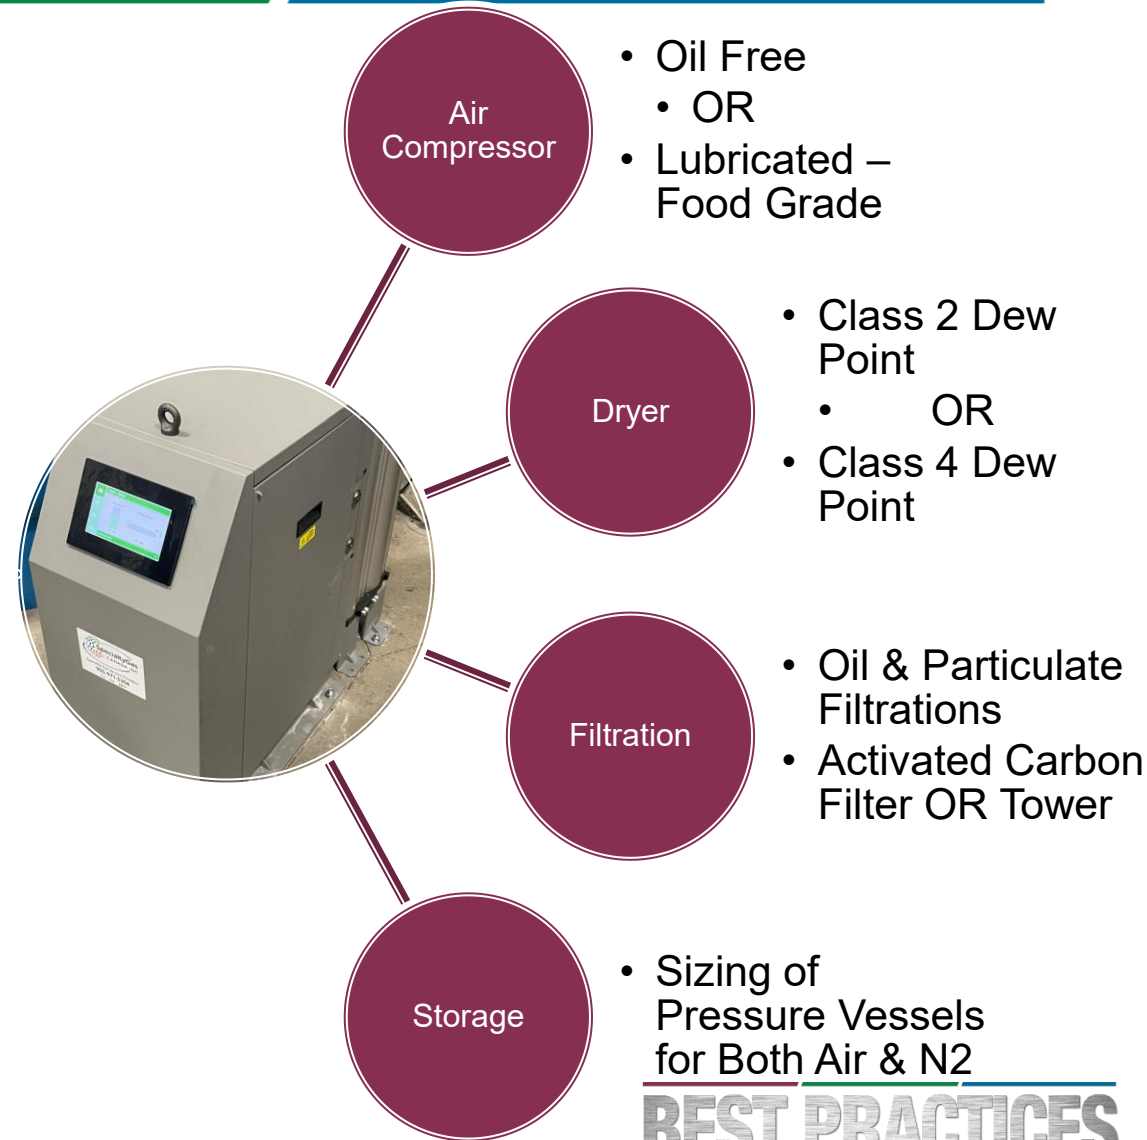 Air
Compressor
• Oil Free
• OR
• Lubricated –
Food Grade
Dryer
• Class 2 Dew
Point
• OR
• Class 4 Dew
Point
SpecialtyGas
Filtration
• Oil & Particulate
Filtrations
• Activated Carbon
Filter OR Tower
Storage
• Sizing of
Pressure Vessels
for Both Air & N2
BEST PRACTICES